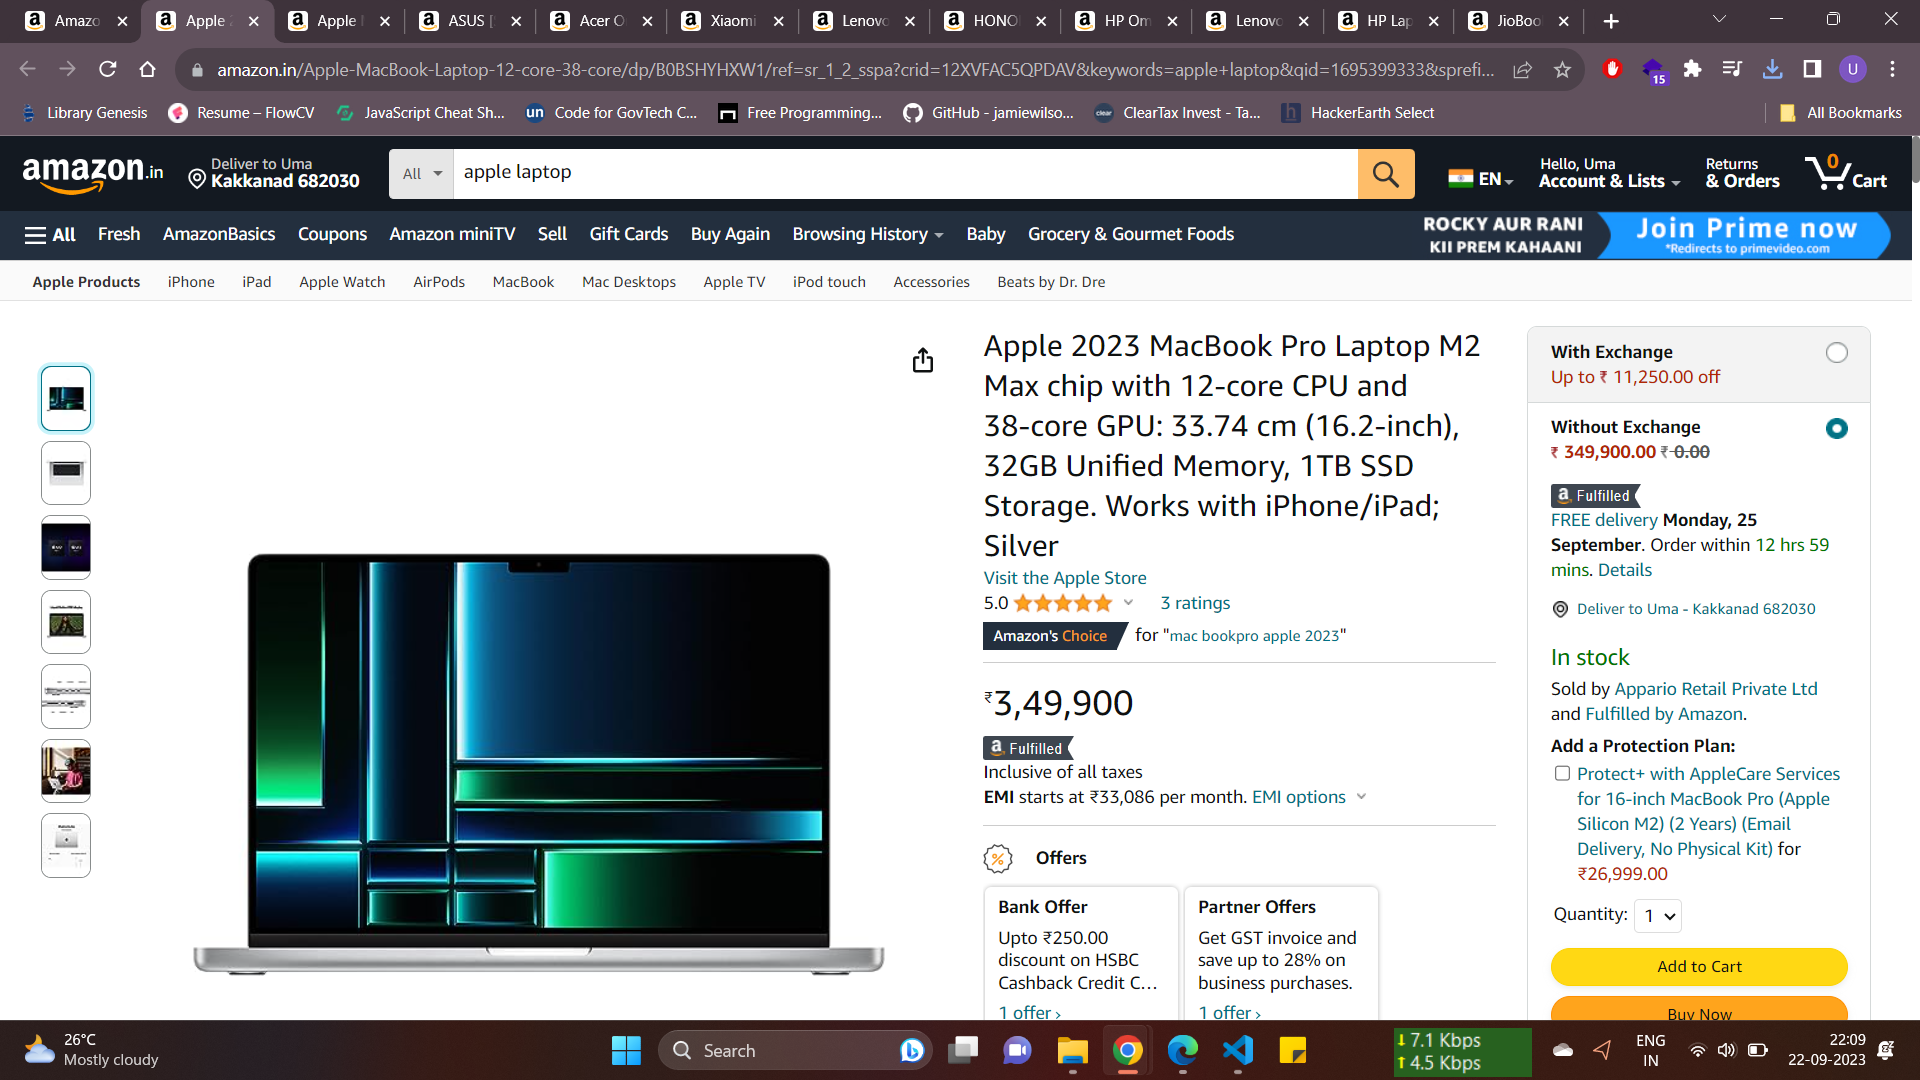 Amazo
Apple 2
Apple
ASUS [
Acer O
Xiaomi
Lenovo
HONO
HP Om
Lenovo
HP Lap
JioBoo
amazon.in/Apple-MacBook-Laptop-12-core-38-core/dp/B0BSHYHXW1/ref=sr_1_2_sspa?crid=12XVFAC5QPDAV&keywords=apple+laptop&qid=1695399333&sprefi...
15
U
Library Genesis
Resume – FlowCV
JavaScript Cheat Sh...
un Code for GovTech C...
Free Programming...
GitHub - jamiewilso...
clear ClearTax Invest - Ta...
h HackerEarth Select
All Bookmarks
amazon.in
Deliver to Uma
Kakkanad 682030
All
apple laptop
EN
Hello, Uma
Account & Lists
Returns
& Orders
0
Cart
All
Fresh
AmazonBasics
Coupons
Amazon miniTV
Sell
Gift Cards
Buy Again
Browsing History
Baby
Grocery & Gourmet Foods
ROCKY AUR RANI
KII PREM KAHAANI
Join Prime now
*Redirects to primevideo.com
Apple Products
iPhone
iPad
Apple Watch
AirPods
MacBook
Mac Desktops
Apple TV
iPod touch
Accessories
Beats by Dr. Dre
Apple 2023 MacBook Pro Laptop M2
Max chip with 12-core CPU and
38-core GPU: 33.74 cm (16.2-inch),
32GB Unified Memory, 1TB SSD
Storage. Works with iPhone/iPad;
Silver
Visit the Apple Store
5.0
3 ratings
Amazon's Choice for "mac bookpro apple 2023"
₹3,49,900
a Fulfilled
Inclusive of all taxes
EMI starts at ₹33,086 per month. EMI options
% Offers
Bank Offer
Upto ₹250.00
discount on HSBC
Cashback Credit C...
1 offer ›
Partner Offers
Get GST invoice and
save up to 28% on
business purchases.
1 offer ›
With Exchange
Up to ₹ 11,250.00 off
Without Exchange
₹ 349,900.00 ₹ 0.00
a Fulfilled
FREE delivery Monday, 25
September. Order within 12 hrs 59
mins. Details
Deliver to Uma - Kakkanad 682030
In stock
Sold by Appario Retail Private Ltd
and Fulfilled by Amazon.
Add a Protection Plan:
Protect+ with AppleCare Services
for 16-inch MacBook Pro (Apple
Silicon M2) (2 Years) (Email
Delivery, No Physical Kit) for
₹26,999.00
Quantity: 1
Add to Cart
Buy Now
26°C
Mostly cloudy
Search
7.1 Kbps
4.5 Kbps
ENG
IN
22:09
22-09-2023